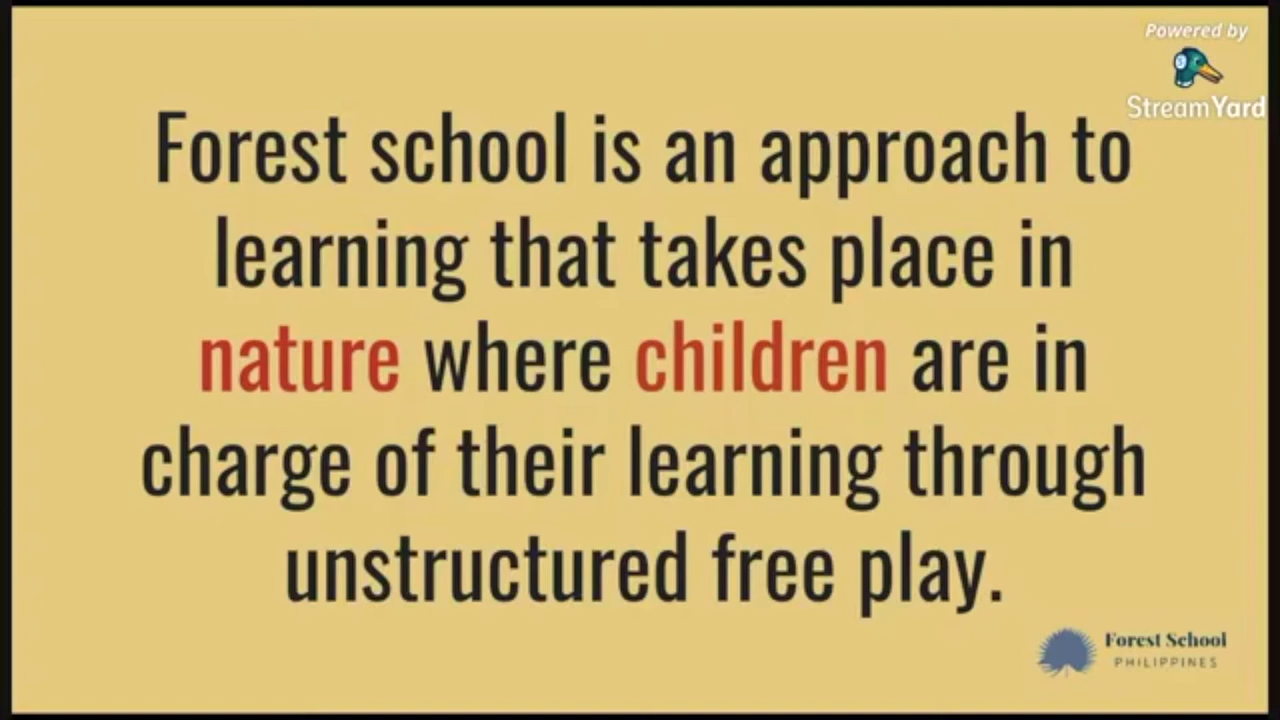 Powered by
StreamYard
Forest school is an approach to
learning that takes place in
nature where children are in
charge of their learning through
unstructured free play.
Forest School
PHILIPPINES